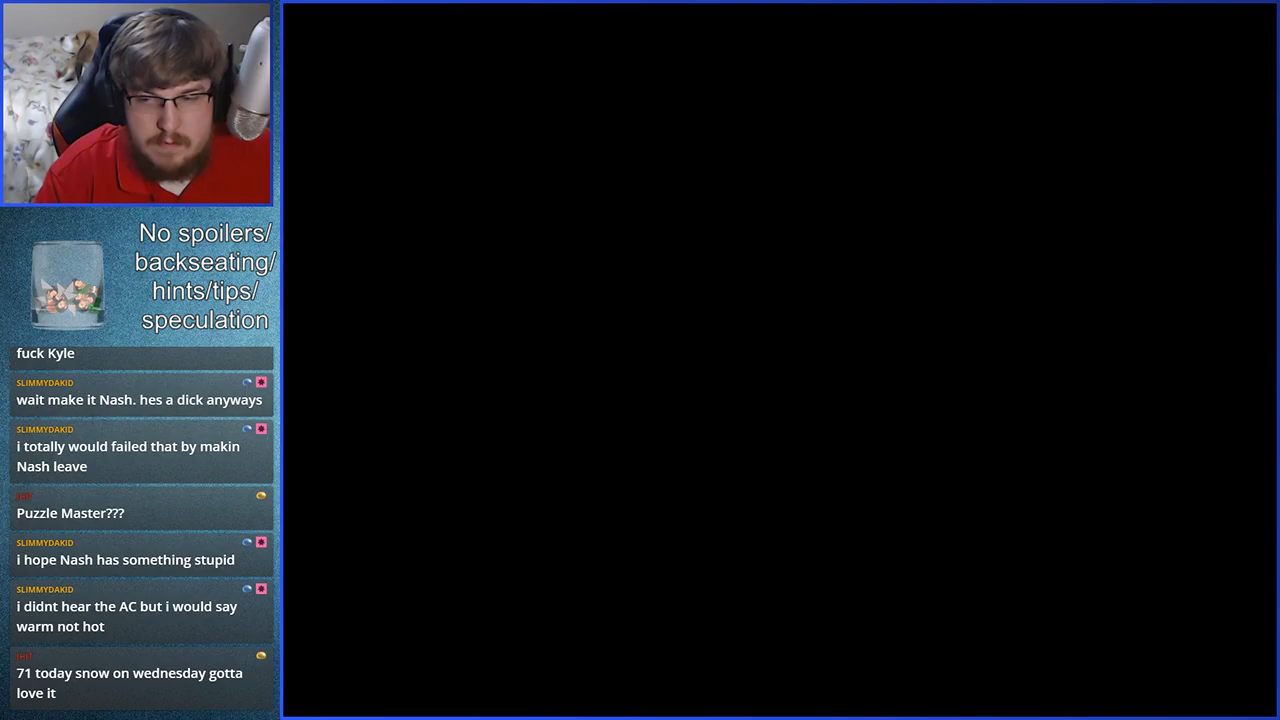 No spoilers/
backseating/
hints/tips/
speculation
fuck Kyle
SLIMMYDAKID
wait make it Nash. hes a dick anyways
SLIMMYDAKID
i totally would failed that by makin
Nash leave
Puzzle Master???
SLIMMYDAKID
i hope Nash has something stupid
SLIMMYDAKID
i didnt hear the AC but i would say
warm not hot
71 today snow on wednesday gotta
love it